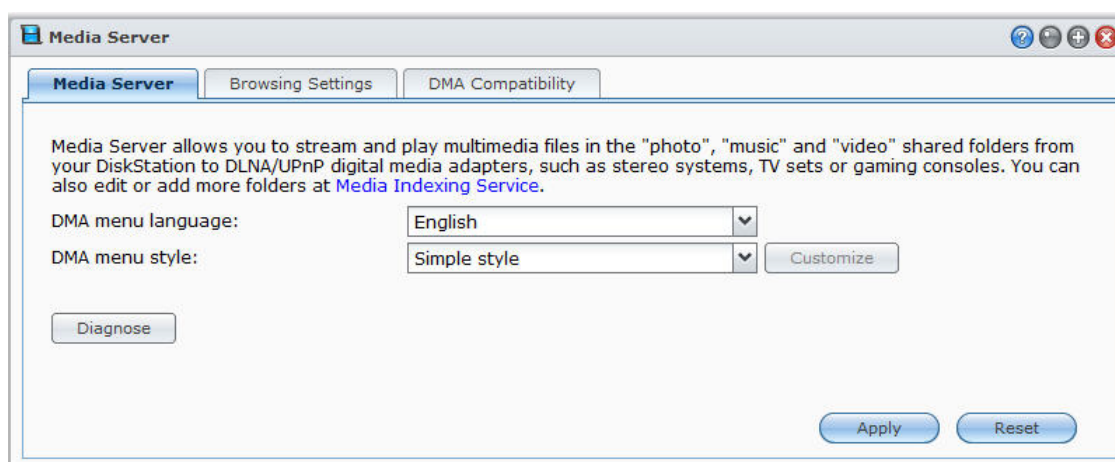 Media Server
Media Server Browsing Settings DMA Compatibility
Media Server allows you to stream and play multimedia files in the "photo", "music" and "video" shared folders from
your DiskStation to DLNA/UPnP digital media adapters, such as stereo systems, TV sets or gaming consoles. You can
also edit or add more folders at Media Indexing Service.
DMA menu language: English
DMA menu style: Simple style Customize
Diagnose
Apply Reset